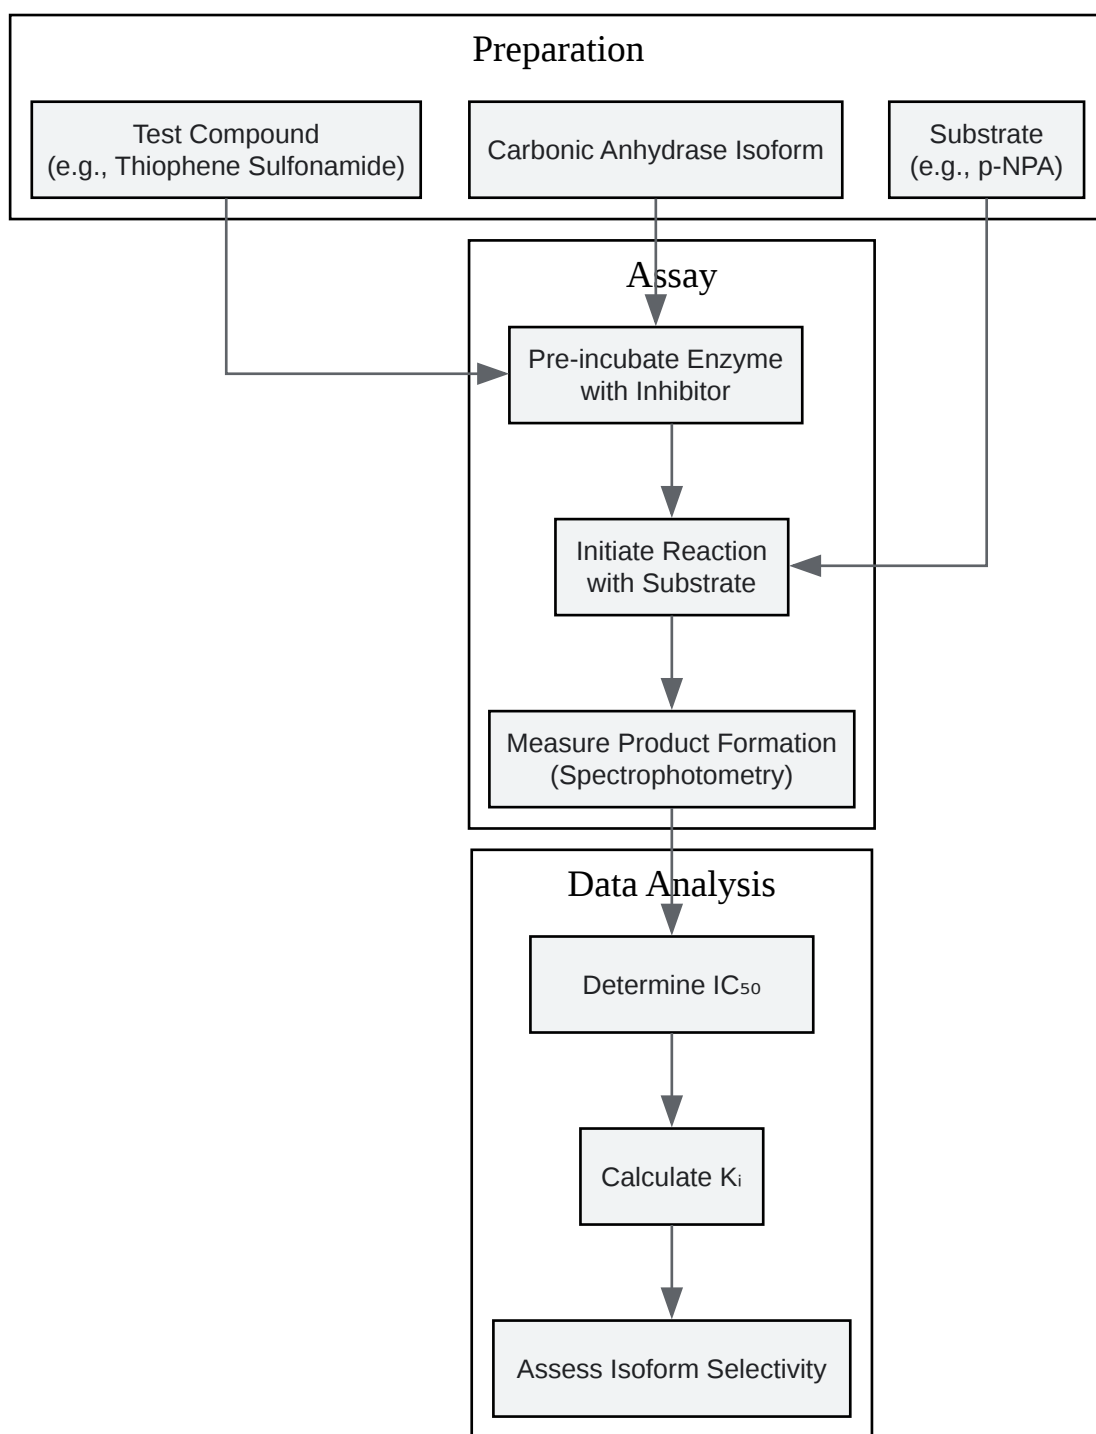 Preparation
Test Compound
(e.g., Thiophene Sulfonamide)
Carbonic Anhydrase Isoform
Substrate
(e.g., p-NPA)
Assay
Pre-incubate Enzyme
with Inhibitor
Initiate Reaction
with Substrate
Measure Product Formation
(Spectrophotometry)
Data Analysis
Determine IC₅₀
Calculate Kᵢ
Assess Isoform Selectivity